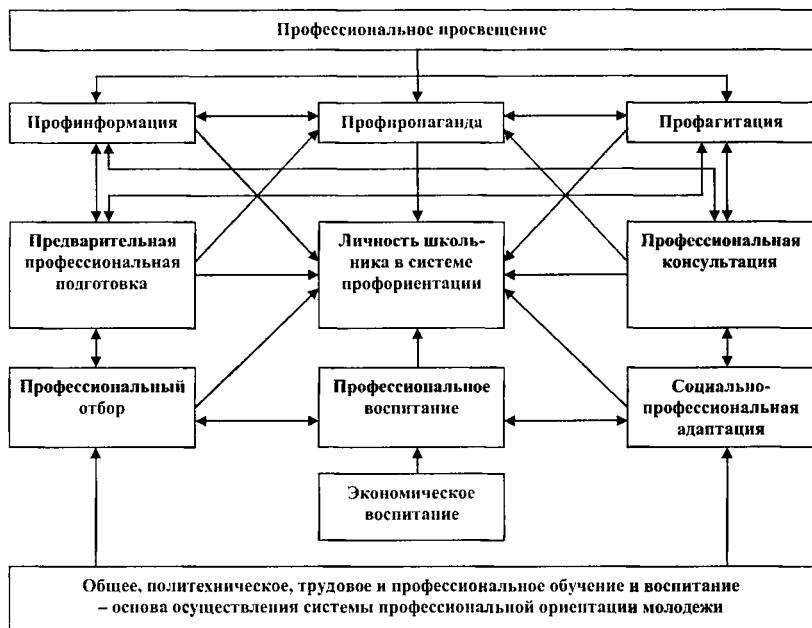 Профессиональное просвещение
Профинформация
Профпропаганда
Профагитация
Предварительная
профессиональная
подготовка
Личность школь-
ника в системе
профориентации
Профессиональная
консультация
Профессиональный
отбор
Профессиональное
воспитание
Социально-
профессиональная
адаптация
Экономическое
воспитание
Общее, политехническое, трудовое и профессиональное обучение и воспитание
– основа осуществления системы профессиональной ориентации молодежи